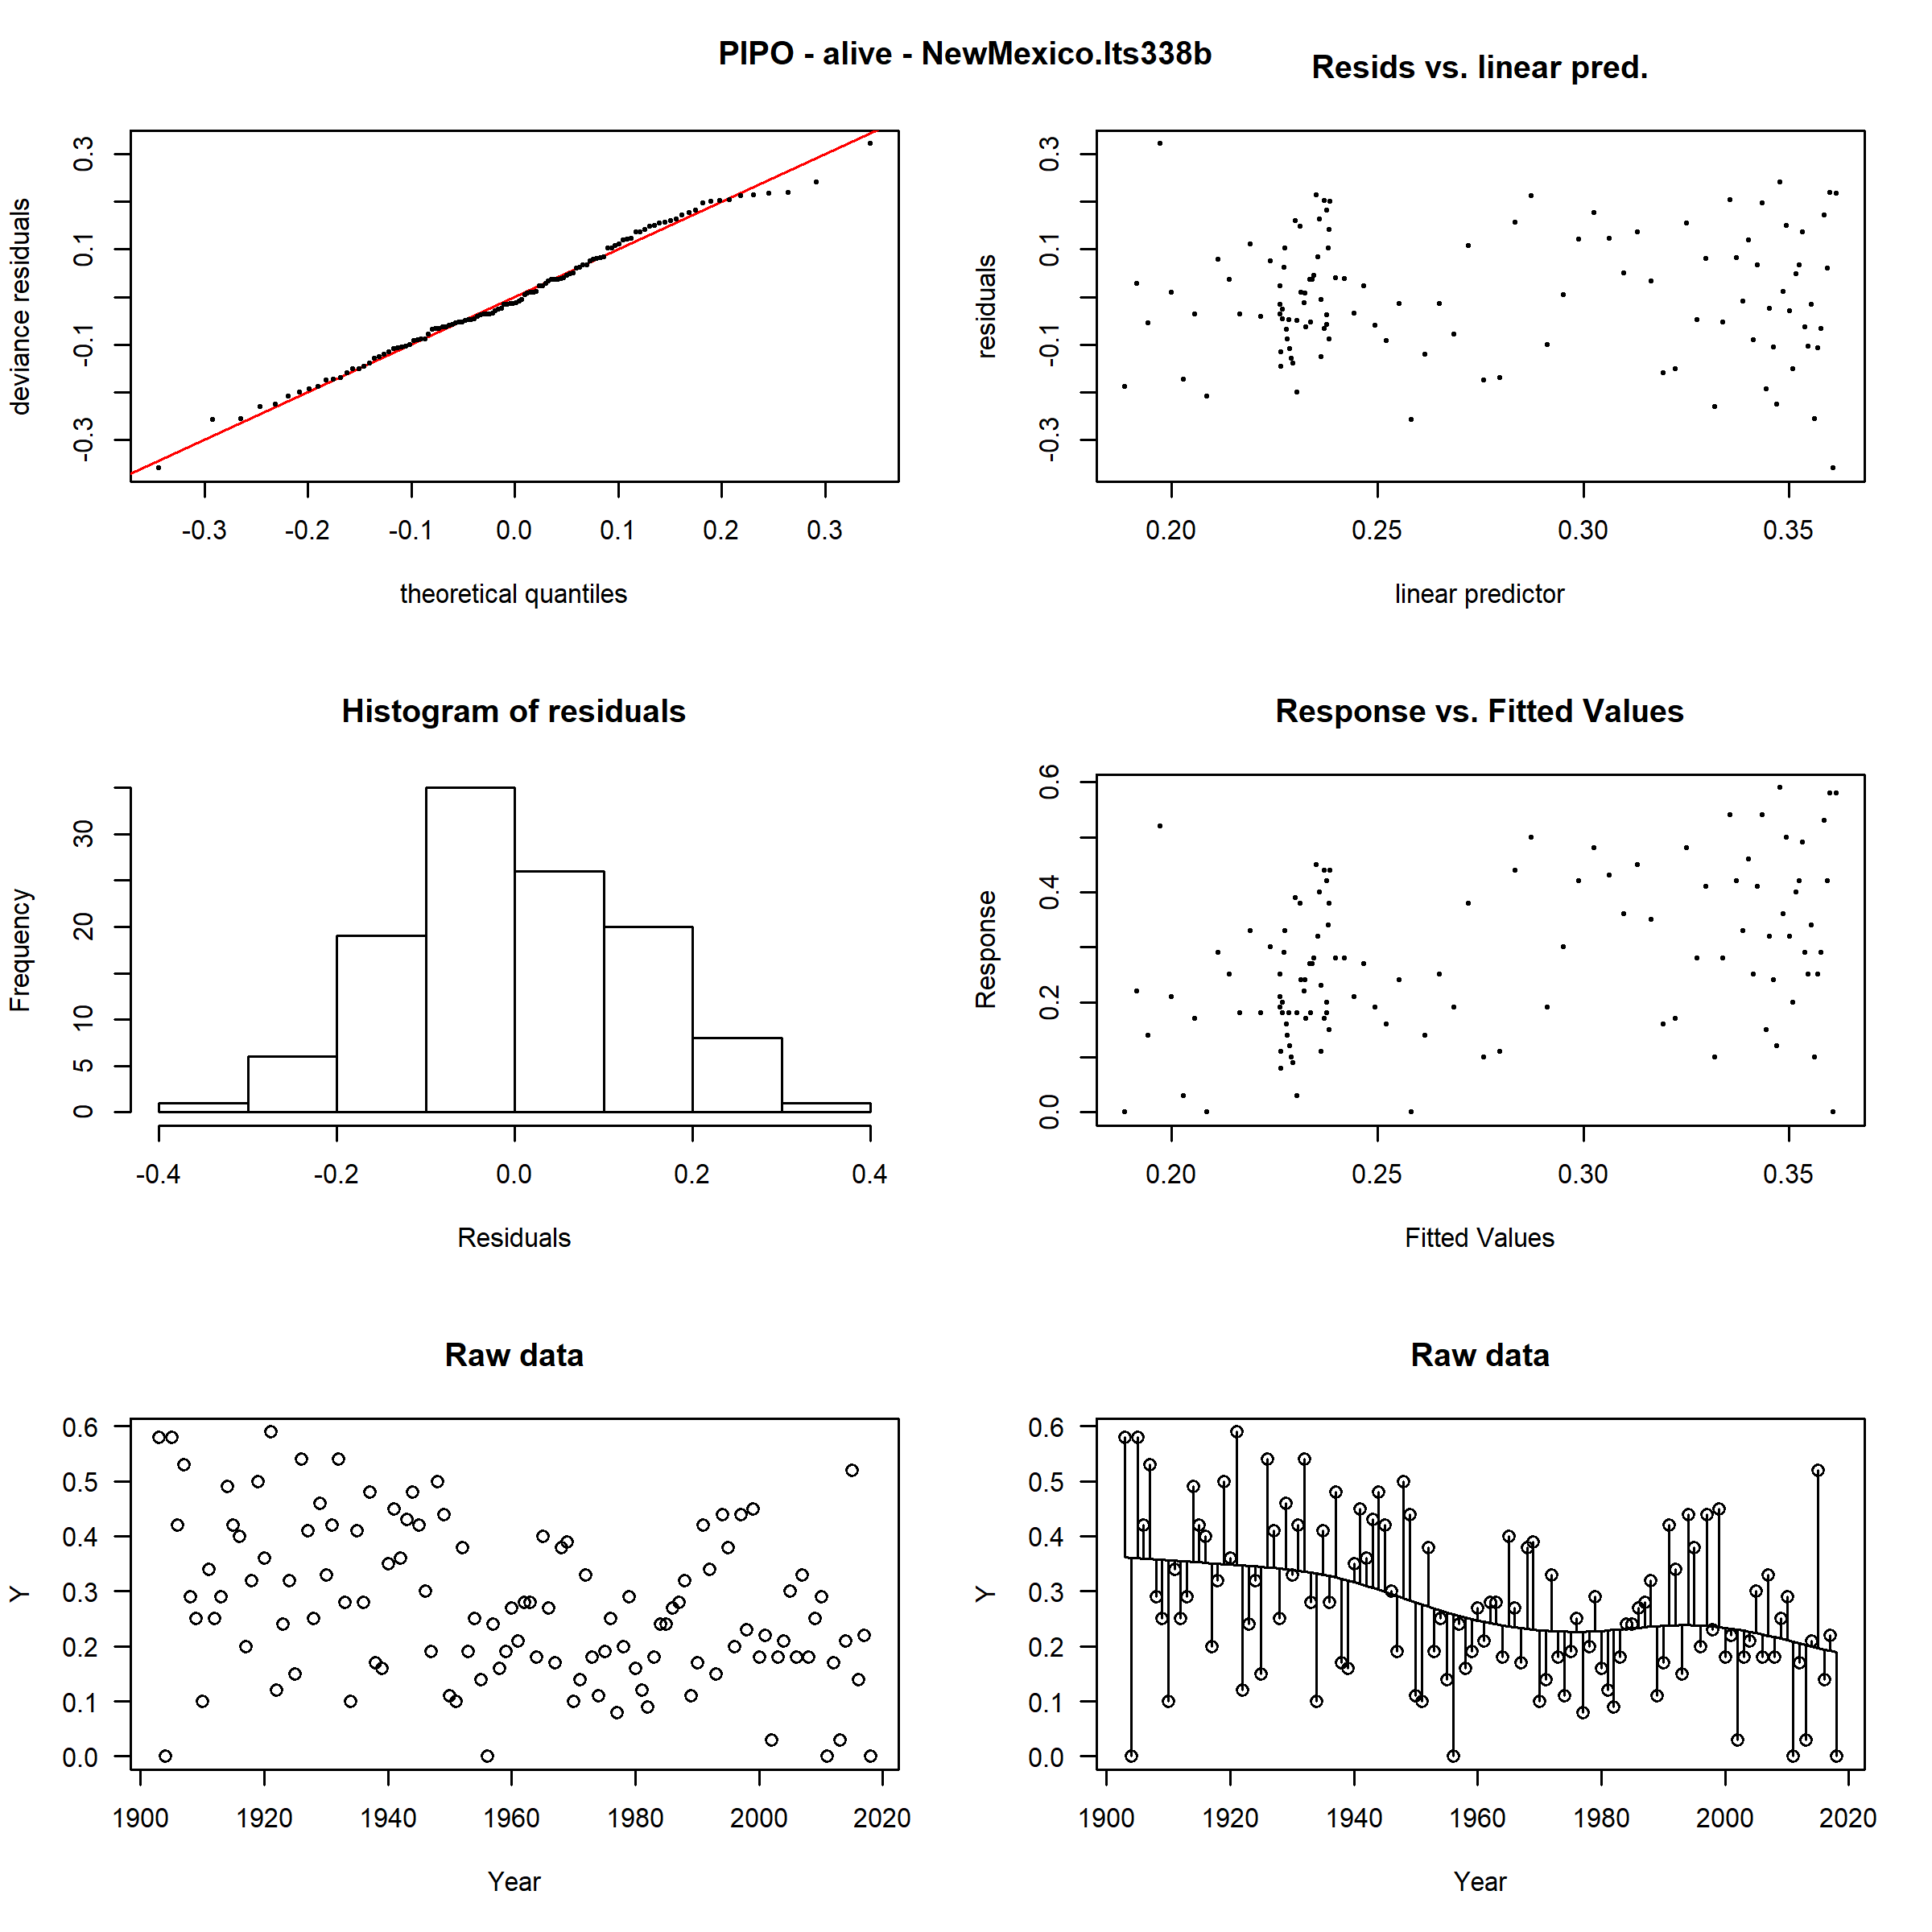 PIPO - alive - NewMexico.lts338b
Resids vs. linear pred.
deviance residuals
-0.3 -0.1 0.1 0.3
-0.3 -0.2 -0.1 0.0 0.1 0.2 0.3
theoretical quantiles
residuals
-0.3 -0.1 0.1 0.3
0.20 0.25 0.30 0.35
linear predictor
Histogram of residuals
Frequency
0 5 10 20 30
-0.4 -0.2 0.0 0.2 0.4
Residuals
Response vs. Fitted Values
Response
0.0 0.2 0.4 0.6
0.20 0.25 0.30 0.35
Fitted Values
Raw data
Y
0.6
0.5
0.4
0.3
0.2
0.1
0.0
1900 1920 1940 1960 1980 2000 2020
Year
Raw data
Y
0.6
0.5
0.4
0.3
0.2
0.1
0.0
1900 1920 1940 1960 1980 2000 2020
Year